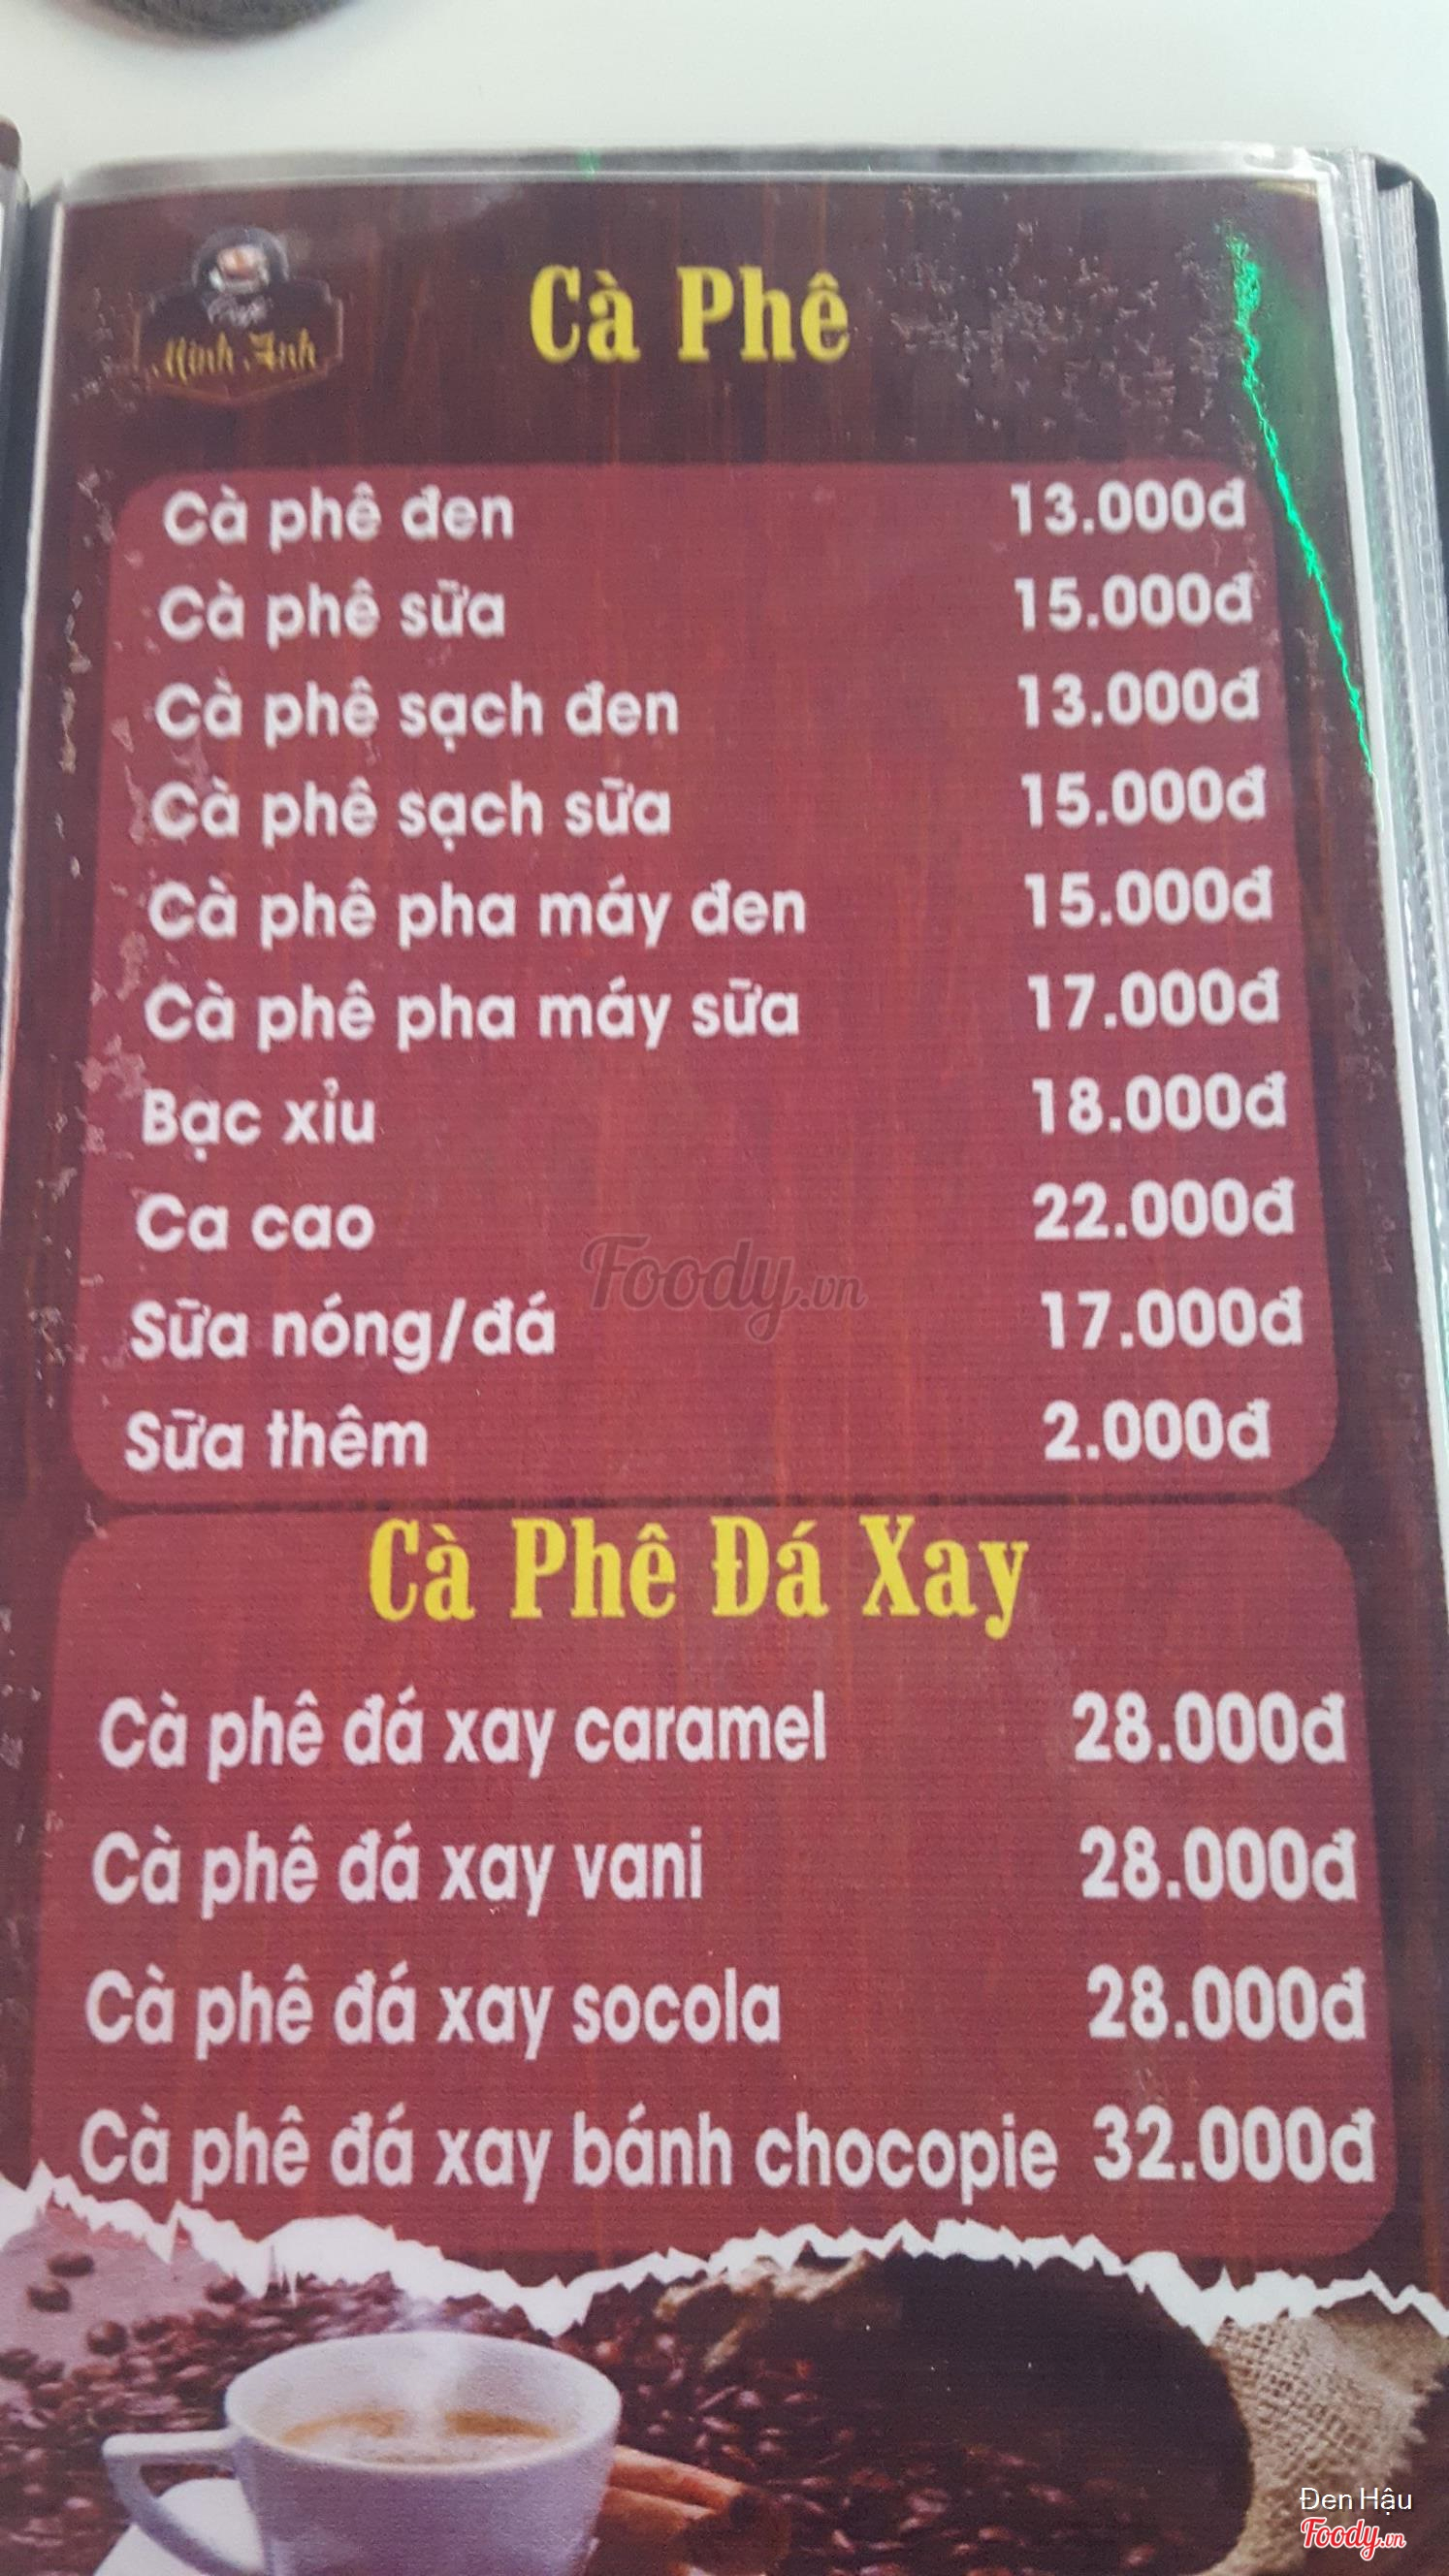 Minh Anh
Cà Phê
Cà phê đen 13.000đ
Cà phê sữa 15.000đ
Cà phê sạch đen 13.000đ
Cà phê sạch sữa 15.000đ
Cà phê pha máy đen 15.000đ
Cà phê pha máy sữa 17.000đ
Bạc xỉu 18.000đ
Ca cao 22.000đ
Foody.vn
Sữa nóng/đá 17.000đ
Sữa thêm 2.000đ
Cà Phê Đá Xay
Cà phê đá xay caramel 28.000đ
Cà phê đá xay vani 28.000đ
Cà phê đá xay socola 28.000đ
Cà phê đá xay bánh chocopie 32.000đ
Đen Hậu
Foody.vn